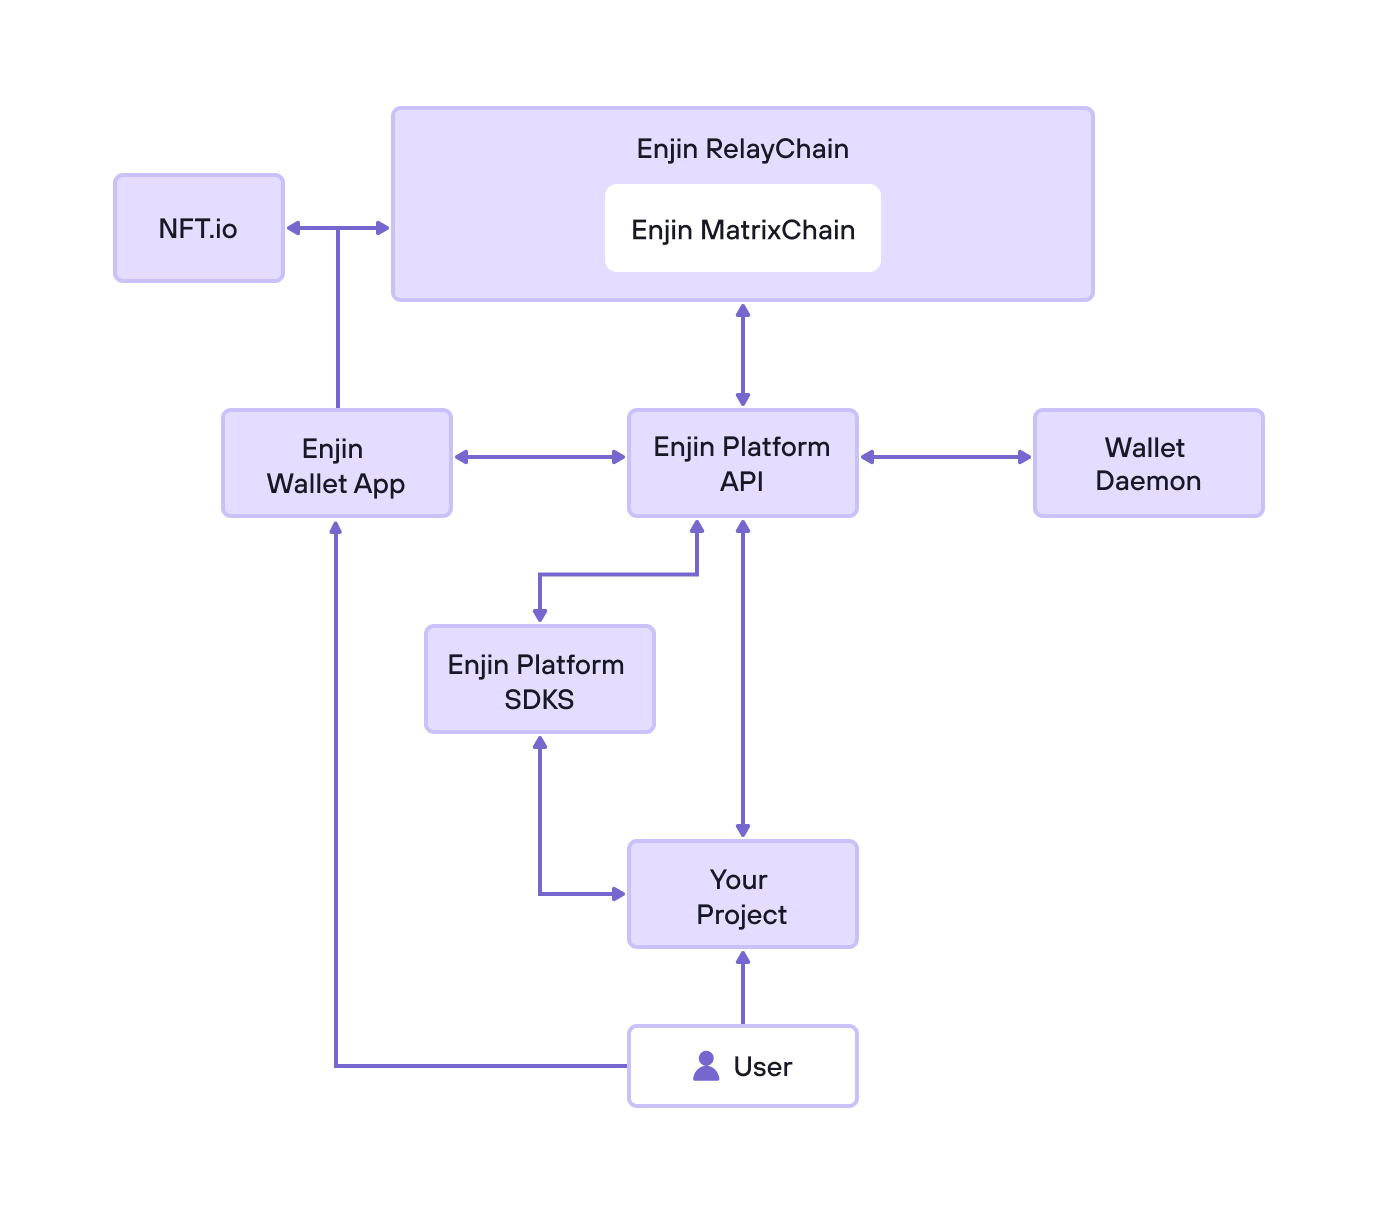 Enjin RelayChain
Enjin MatrixChain
NFT.io
Enjin
Wallet App
Enjin Platform
API
Wallet
Daemon
Enjin Platform
SDKS
Your
Project
User